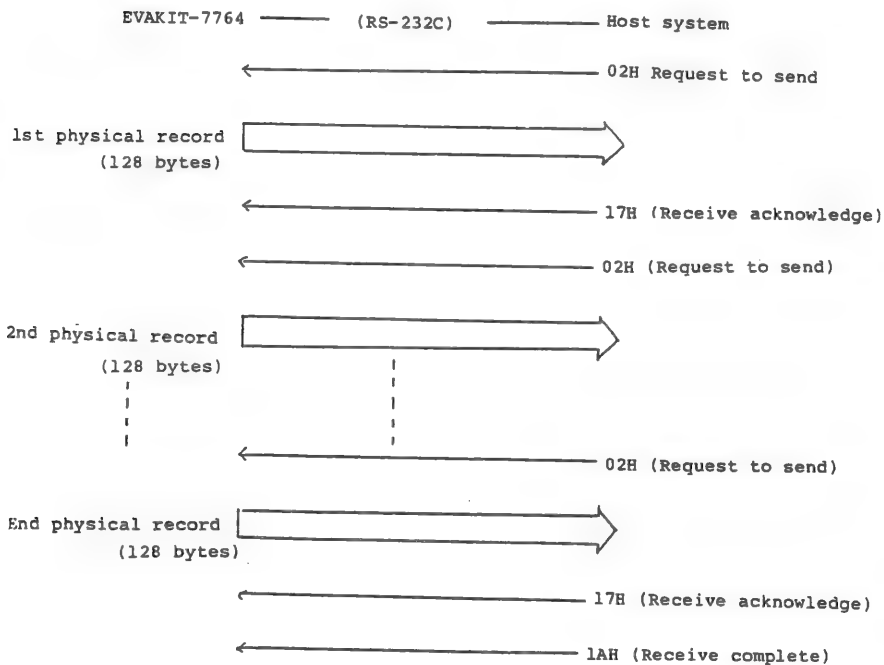 EVAKIT-7764 (RS-232C) Host system
02H Request to send
1st physical record
(128 bytes)
17H (Receive acknowledge)
02H (Request to send)
2nd physical record
(128 bytes)
02H (Request to send)
End physical record
(128 bytes)
17H (Receive acknowledge)
1AH (Receive complete)